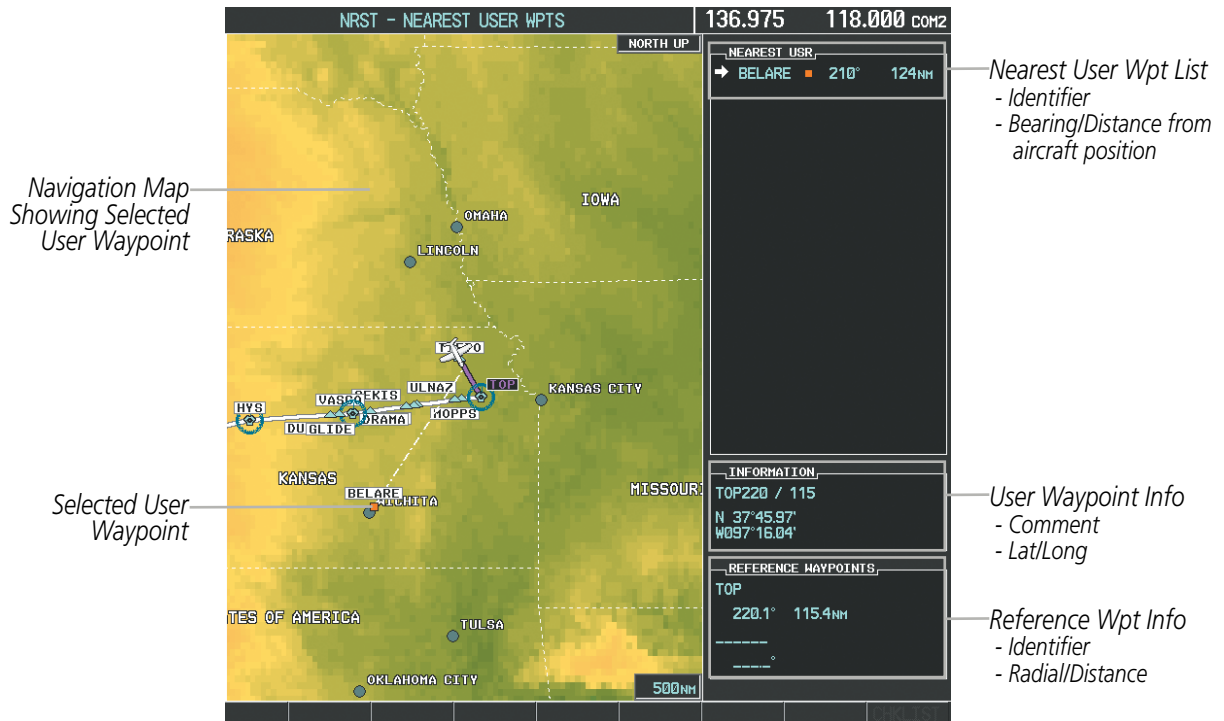 NRST - NEAREST USER WPTS
136.975 118.000 COM2
NORTH UP
NEAREST USR
BELARE 210° 124NM
Nearest User Wpt List
- Identifier
- Bearing/Distance from
aircraft position
Navigation Map
Showing Selected
User Waypoint
IOWA
OMAHA
RASKA
LINCOLN
TOP
KANSAS CITY
ULNAZ
HYS
MOPPS
DRAMA
DU
GLIDE
KANSAS
BELARE
MISSOURI
Selected User
Waypoint
INFORMATION
TOP220 / 115
N 37°45.97'
W097°16.04'
User Waypoint Info
- Comment
- Lat/Long
REFERENCE WAYPOINTS
TOP
220.1° 115.4NM
______
___._°
Reference Wpt Info
- Identifier
- Radial/Distance
TES OF AMERICA
TULSA
OKLAHOMA CITY
500NM
CHKLIST